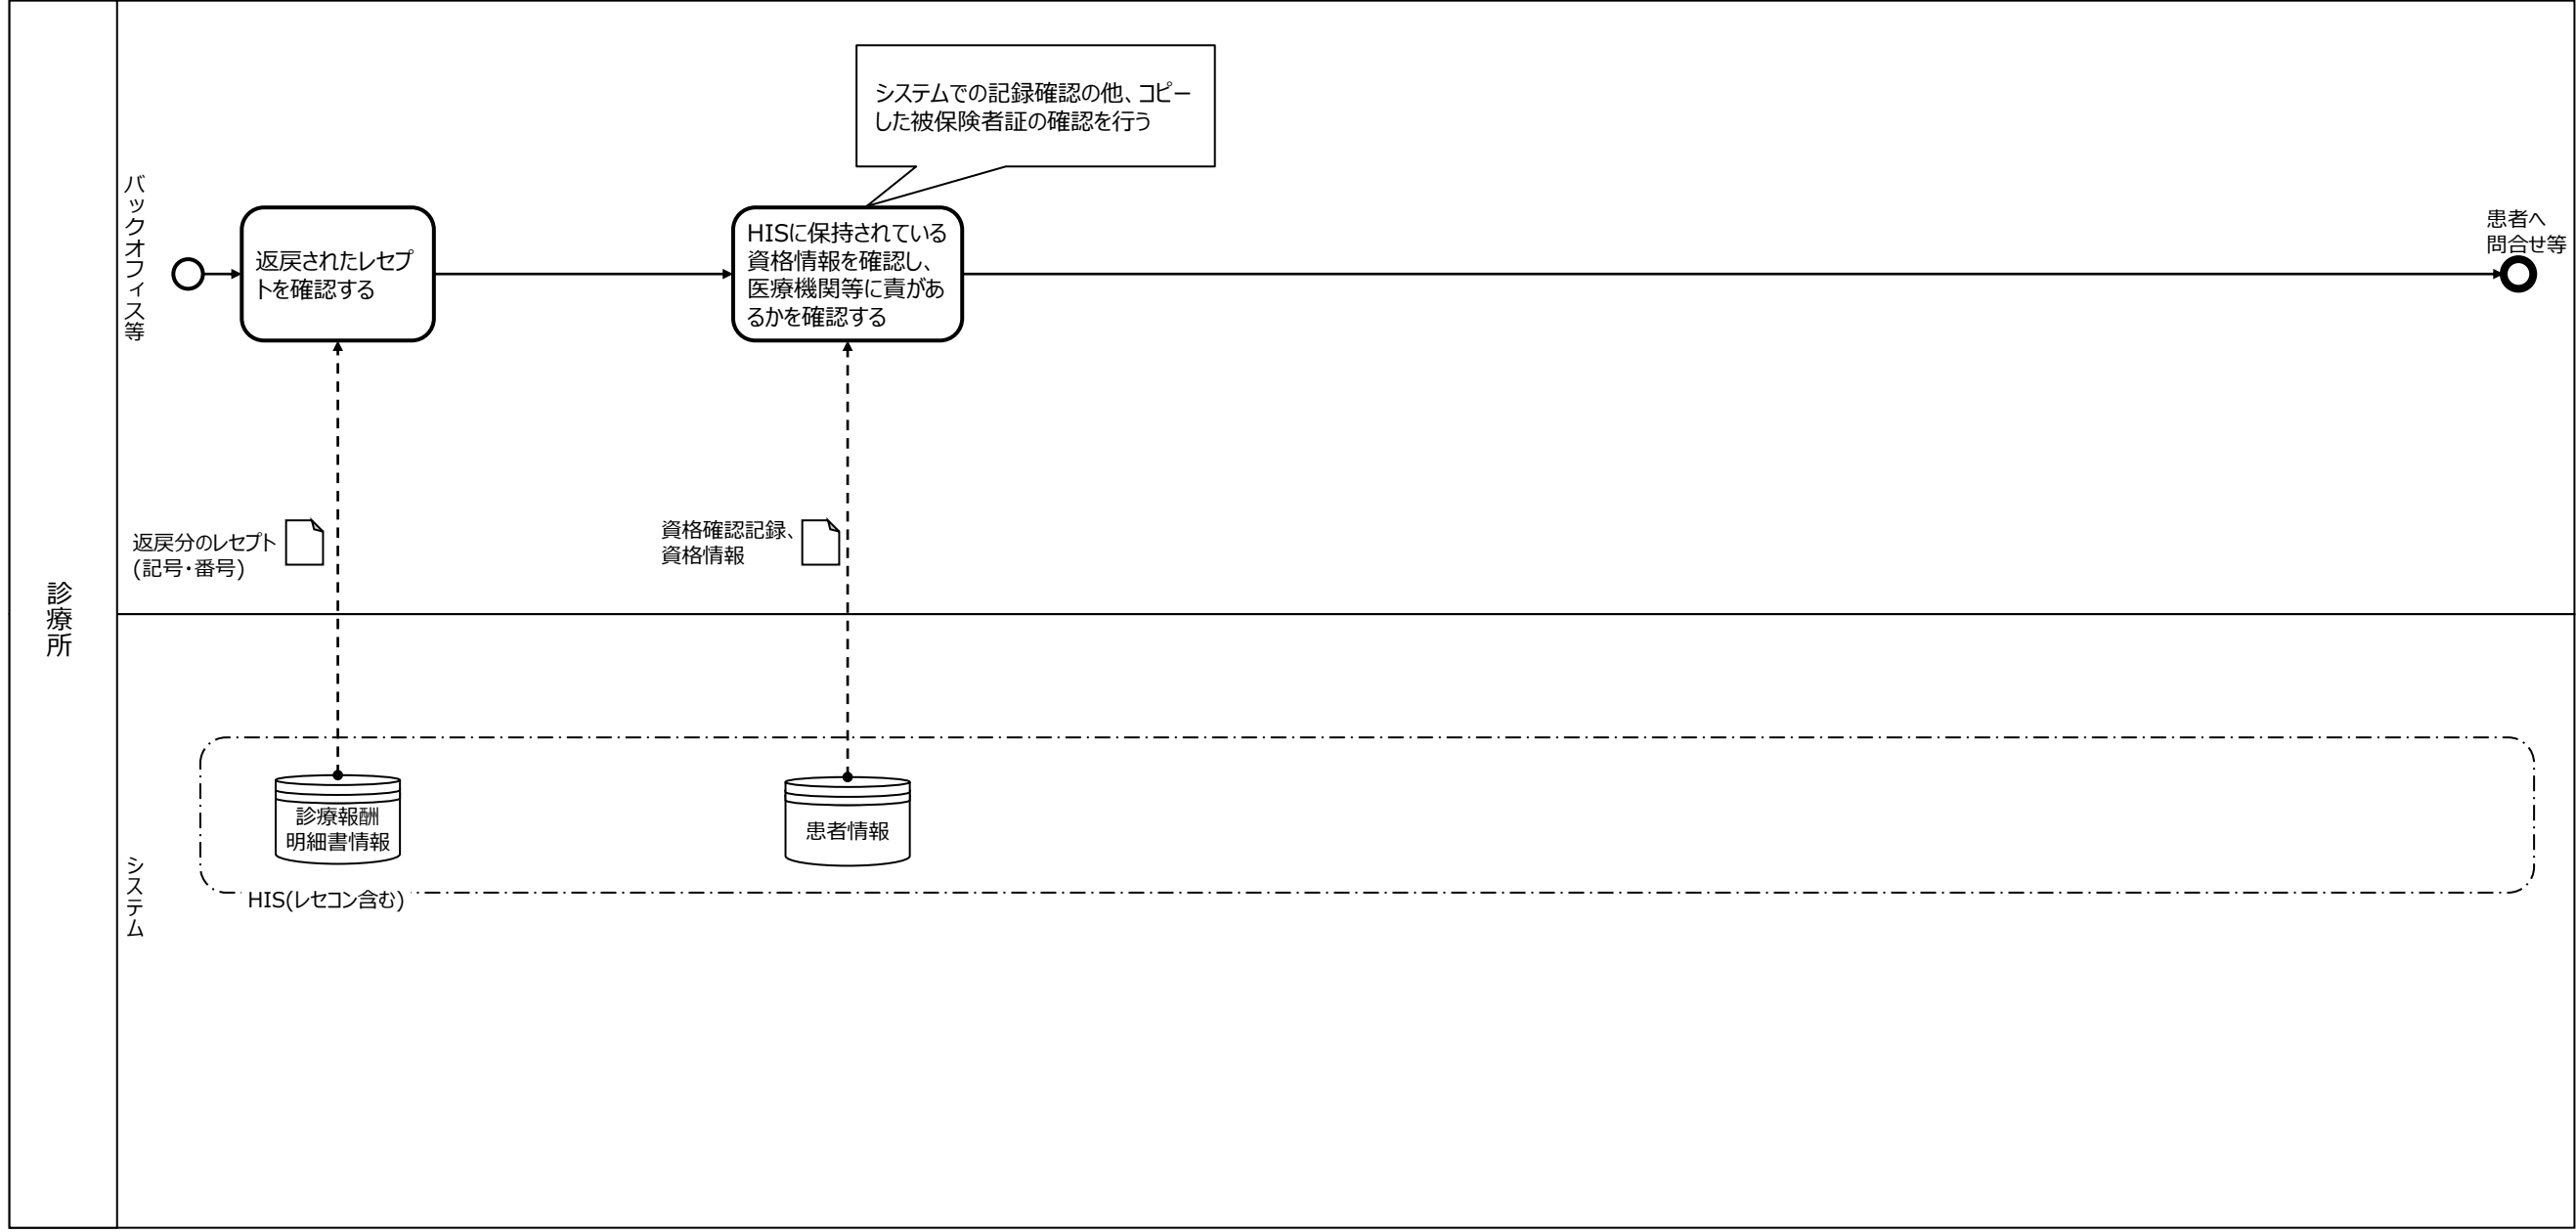 システムでの記録確認の他、コピー
した被保険者証の確認を行う
バックオフィス等
返戻されたレセプ
トを確認する
HISに保持されている
資格情報を確認し、
医療機関等に責があ
るかを確認する
患者へ
問合せ等
返戻分のレセプト
(記号・番号)
資格確認記録、
資格情報
診療所
システム
診療報酬
明細書情報
患者情報
HIS(レセコン含む)